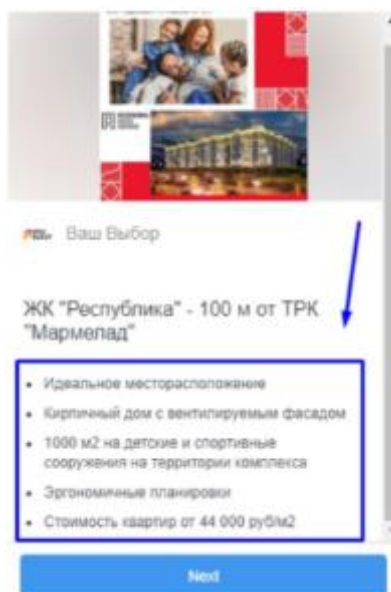 Ваш Выбор
ЖК "Республика" - 100 м от ТРК
"Мармелад"
Идеальное месторасположение
Кирпичный дом с вентилируемым фасадом
1000 м2 на детские и спортивные
сооружения на территории комплекса
Эргономичные планировки
Стоимость квартир от 44 000 руб/м2
Next